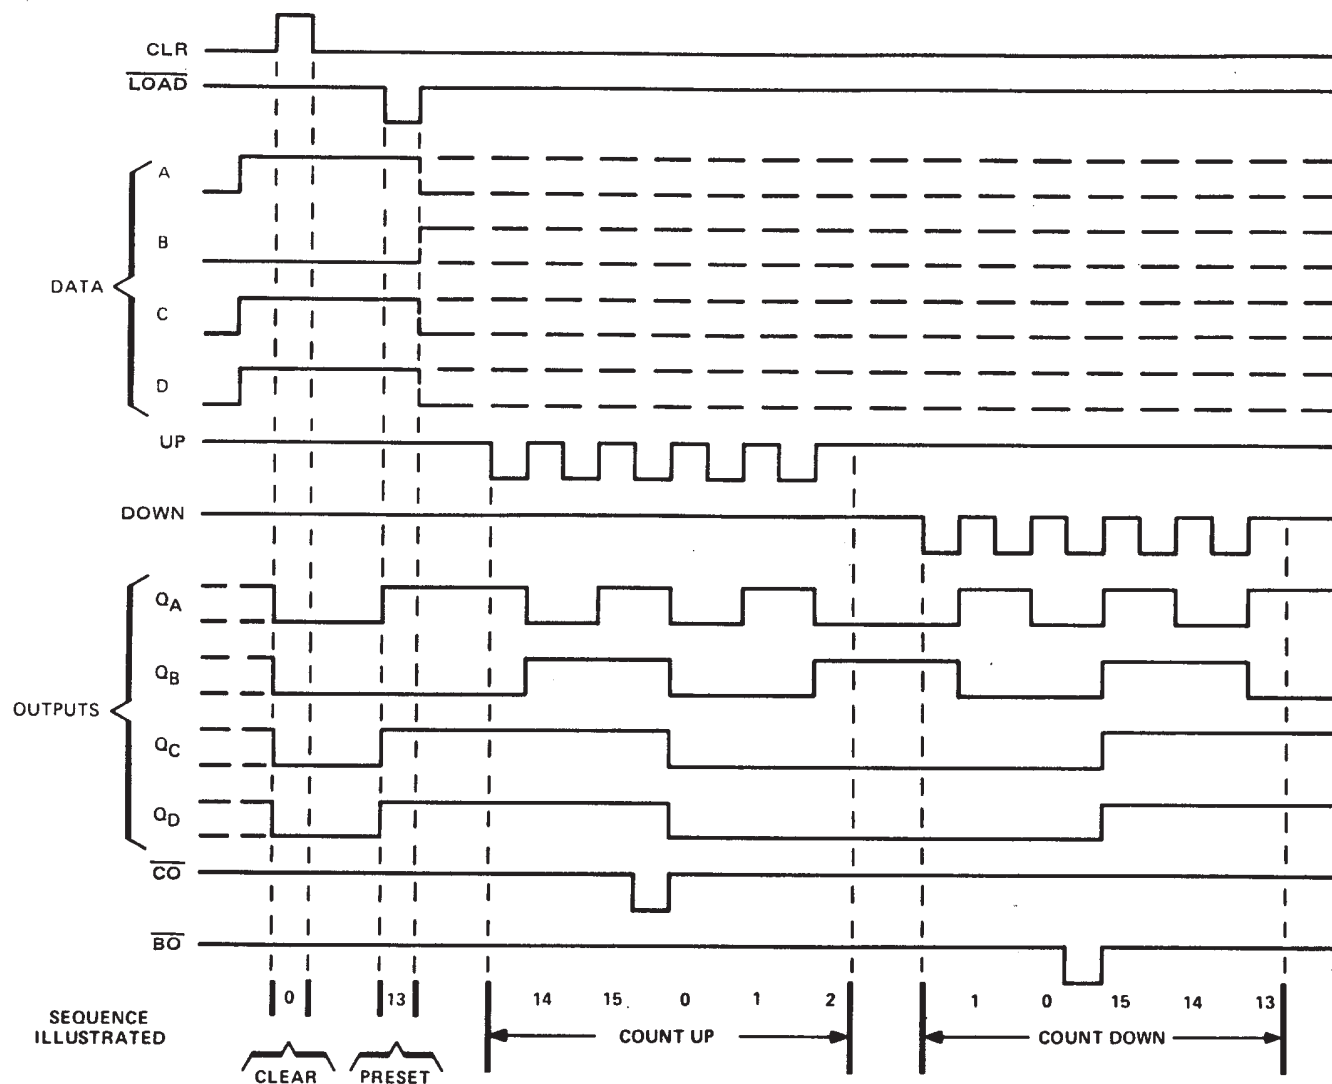 CLR
LOAD
A
B
DATA
C
D
UP
DOWN
QA
QB
OUTPUTS
QC
QD
CO
BO
0 13 14 15 0 1 2 1 0 15 14 13
SEQUENCE
ILLUSTRATED
COUNT UP COUNT DOWN
CLEAR PRESET